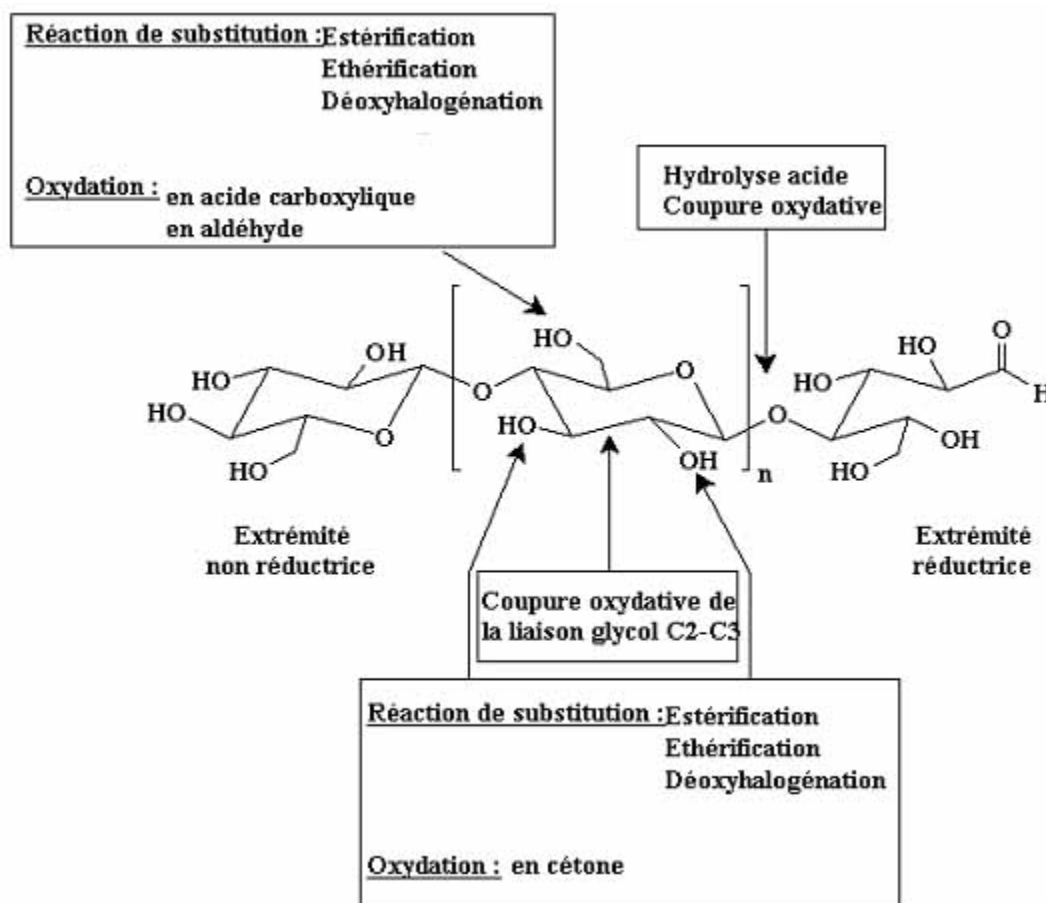 Réaction de substitution : Estérification
Ethérification
Déoxyhalogénation
Oxydation : en acide carboxylique
en aldéhyde
Hydrolyse acide
Coupure oxydative
HO
OH
HO
HO
HO
O
O
HO
O
HO
OH
n
O
HO
HO
O
H
OH
HO
Extrémité
non réductrice
Extrémité
réductrice
Coupure oxydative de
la liaison glycol C2-C3
Réaction de substitution : Estérification
Ethérification
Déoxyhalogénation
Oxydation : en cétone